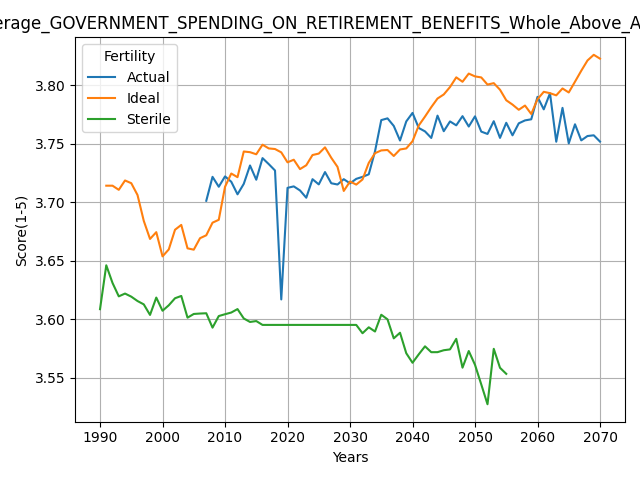 erage_GOVERNMENT_SPENDING_ON_RETIREMENT_BENEFITS_Whole_Above_A
Fertility
Actual
Ideal
Sterile
Score(1-5)
3.80
3.75
3.70
3.65
3.60
3.55
1990 2000 2010 2020 2030 2040 2050 2060 2070
Years